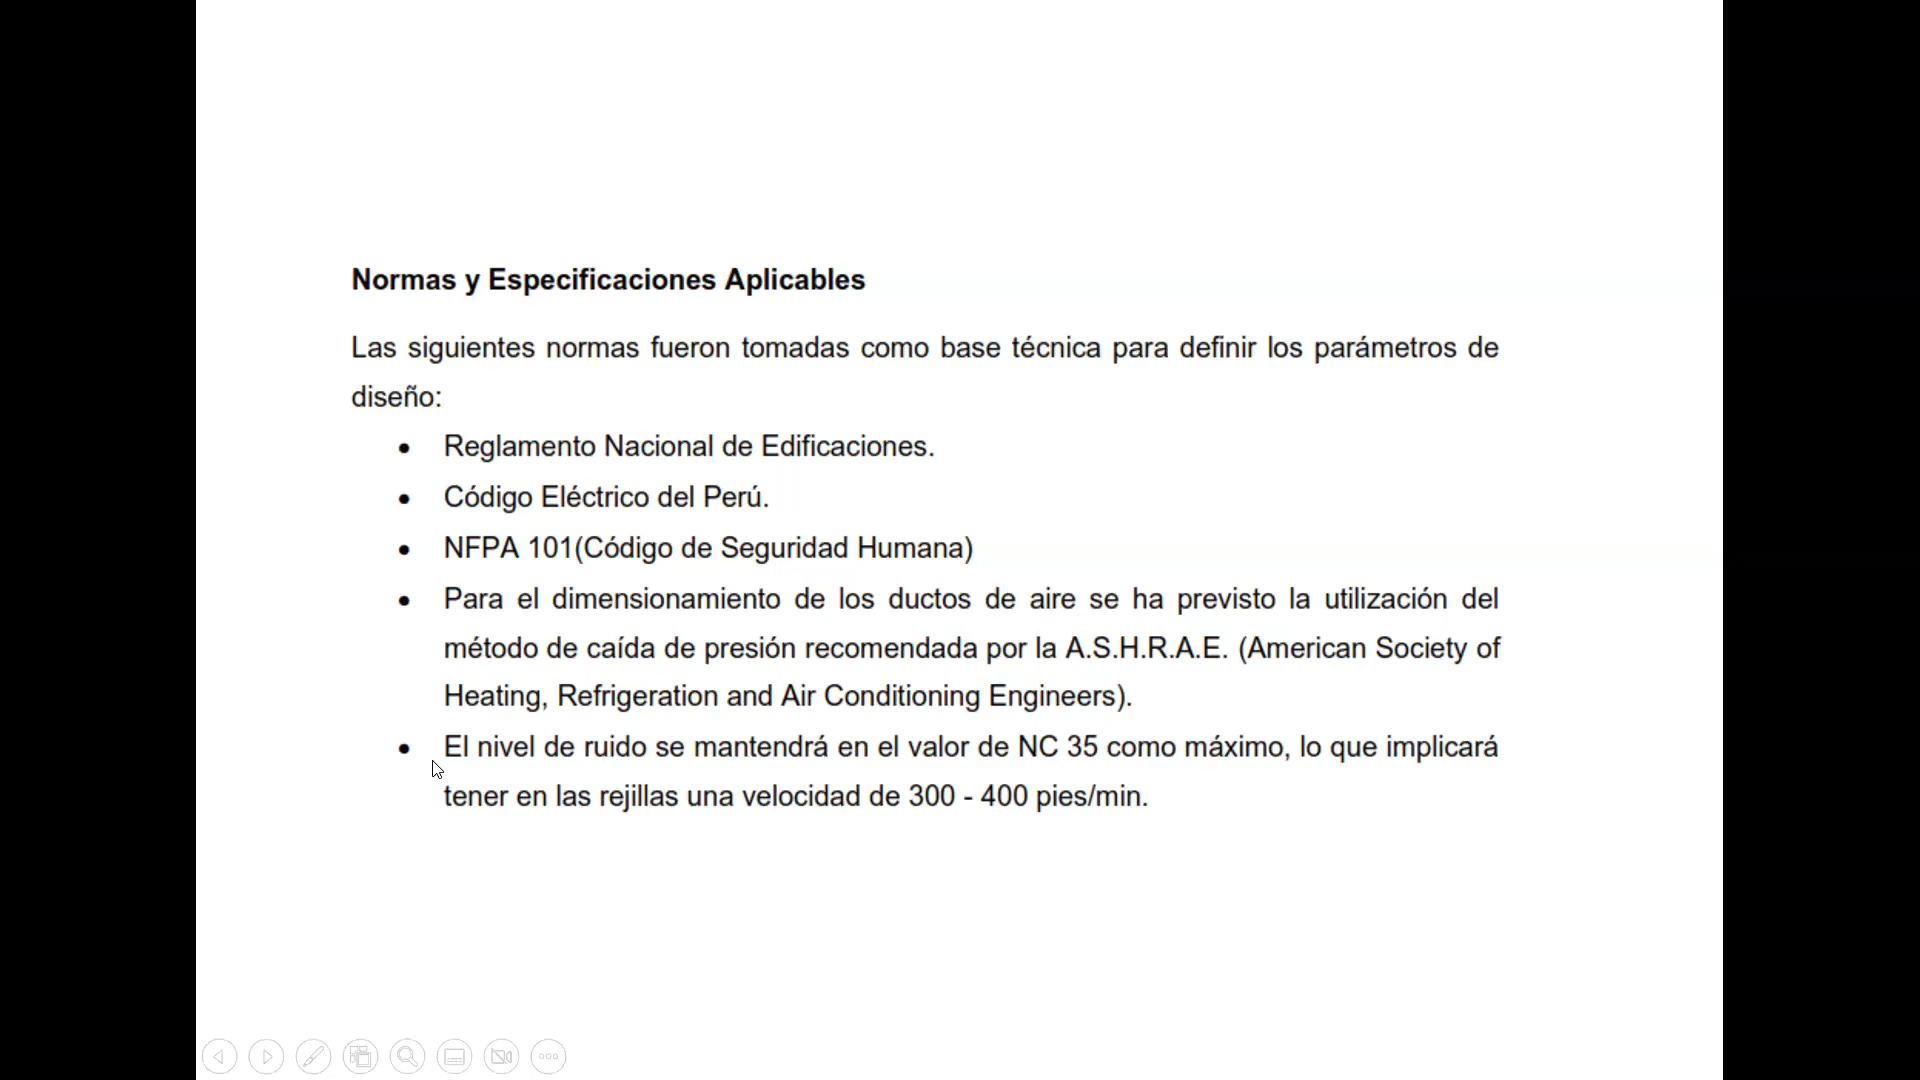 Normas y Especificaciones Aplicables
Las siguientes normas fueron tomadas como base técnica para definir los parámetros de
diseño:
• Reglamento Nacional de Edificaciones.
• Código Eléctrico del Perú.
• NFPA 101(Código de Seguridad Humana)
• Para el dimensionamiento de los ductos de aire se ha previsto la utilización del
método de caída de presión recomendada por la A.S.H.R.A.E. (American Society of
Heating, Refrigeration and Air Conditioning Engineers).
• El nivel de ruido se mantendrá en el valor de NC 35 como máximo, lo que implicará
tener en las rejillas una velocidad de 300 - 400 pies/min.